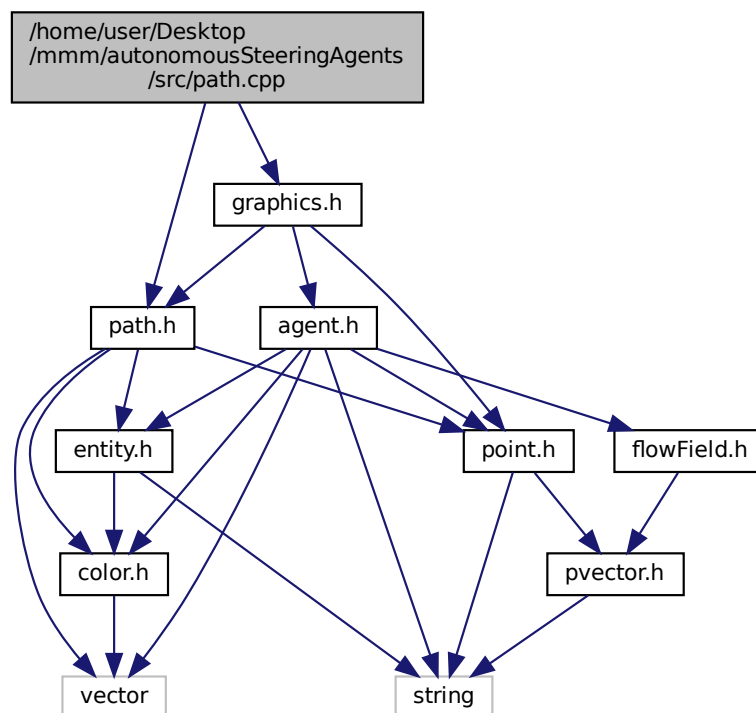 /home/user/Desktop
/mmm/autonomousSteeringAgents
/src/path.cpp
graphics.h
path.h
agent.h
entity.h
point.h
flowField.h
color.h
pvector.h
vector
string